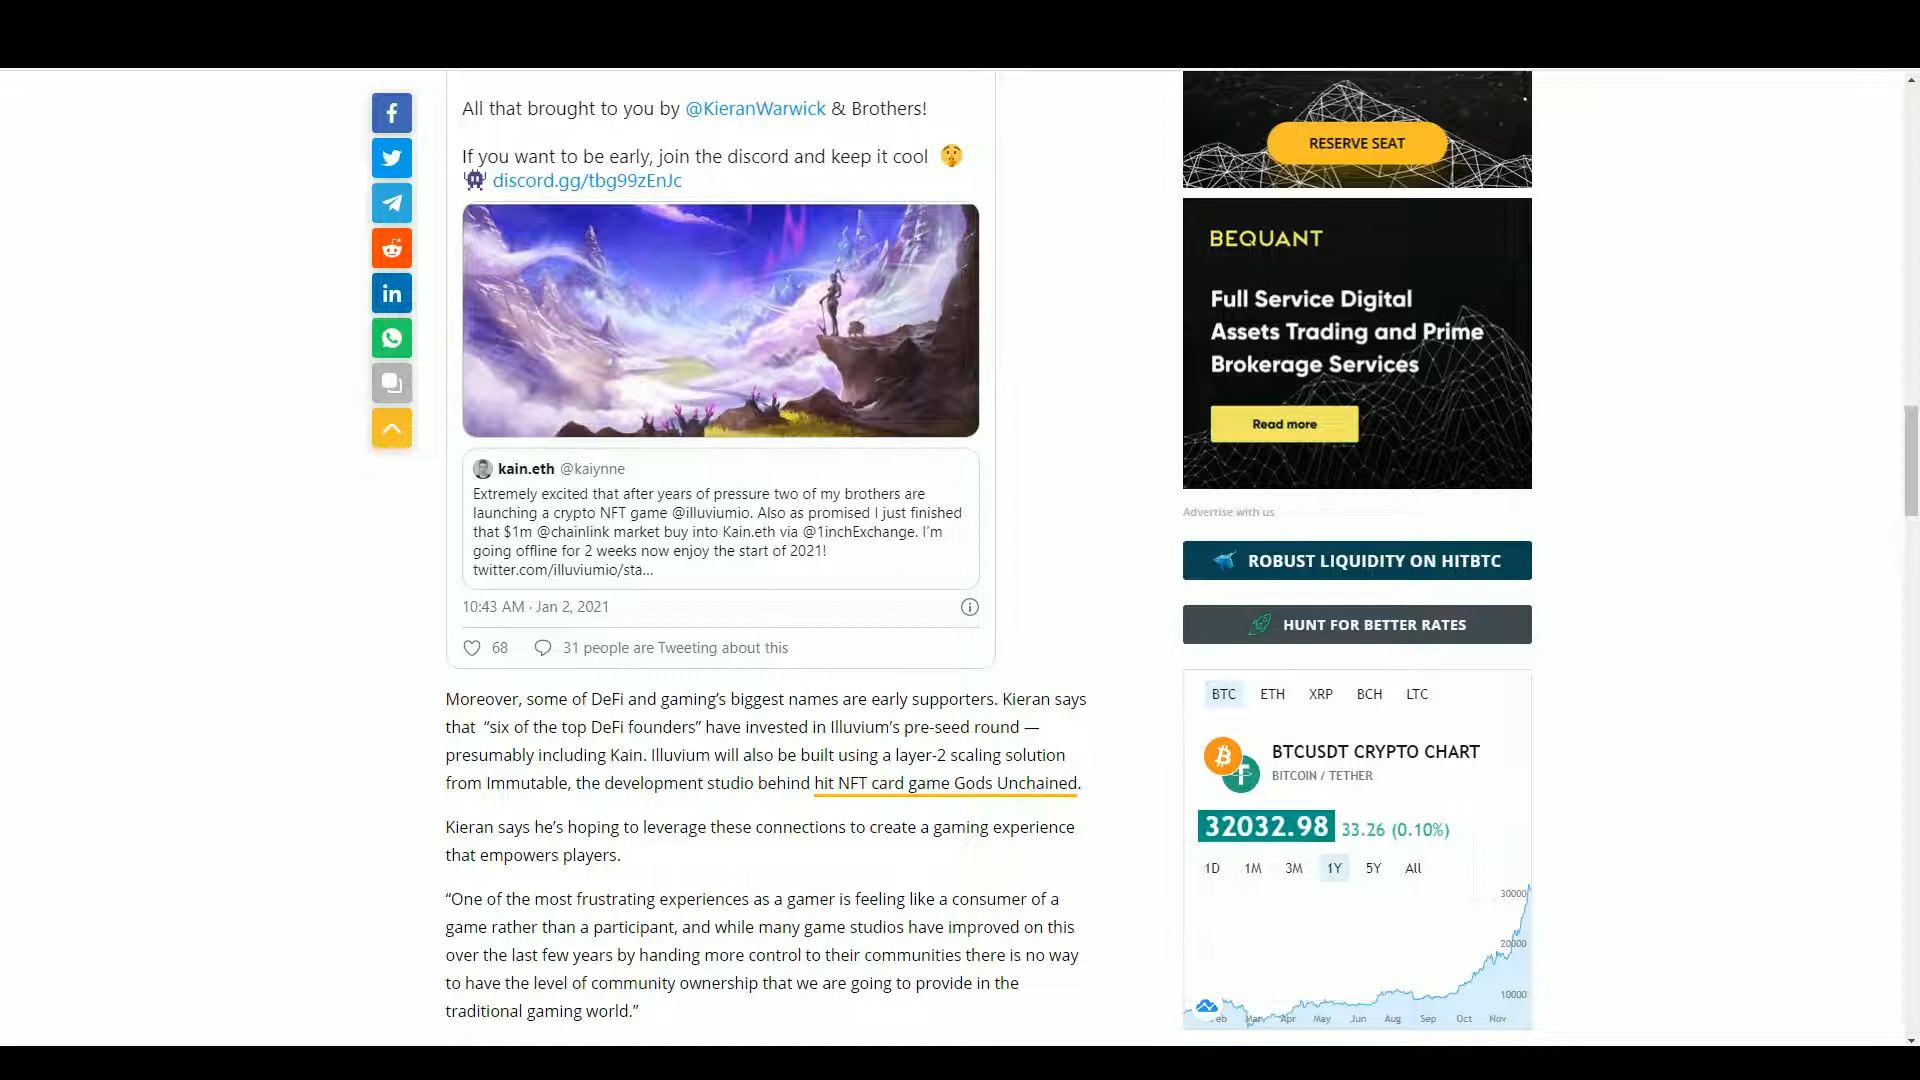 All that brought to you by @KieranWarwick & Brothers!
If you want to be early, join the discord and keep it cool 🤫
👾 discord.gg/tbg99zEnJc
kain.eth @kaiynne
Extremely excited that after years of pressure two of my brothers are
launching a crypto NFT game @illuviumio. Also as promised I just finished
that $1m @chainlink market buy into Kain.eth via @1inchExchange. I'm
going offline for 2 weeks now enjoy the start of 2021!
twitter.com/illuviumio/sta...
10:43 AM · Jan 2, 2021
68 31 people are Tweeting about this
Moreover, some of DeFi and gaming’s biggest names are early supporters. Kieran says
that “six of the top DeFi founders” have invested in Illuvium’s pre-seed round —
presumably including Kain. Illuvium will also be built using a layer-2 scaling solution
from Immutable, the development studio behind hit NFT card game Gods Unchained.
Kieran says he’s hoping to leverage these connections to create a gaming experience
that empowers players.
“One of the most frustrating experiences as a gamer is feeling like a consumer of a
game rather than a participant, and while many game studios have improved on this
over the last few years by handing more control to their communities there is no way
to have the level of community ownership that we are going to provide in the
traditional gaming world.”
RESERVE SEAT
BEQUANT
Full Service Digital
Assets Trading and Prime
Brokerage Services
Read more
Advertise with us
ROBUST LIQUIDITY ON HITBTC
HUNT FOR BETTER RATES
BTC ETH XRP BCH LTC
BTCUSDT CRYPTO CHART
BITCOIN / TETHER
32032.98 33.26 (0.10%)
1D 1M 3M 1Y 5Y All
30000
20000
10000
eb Mar Apr May Jun Aug Sep Oct Nov